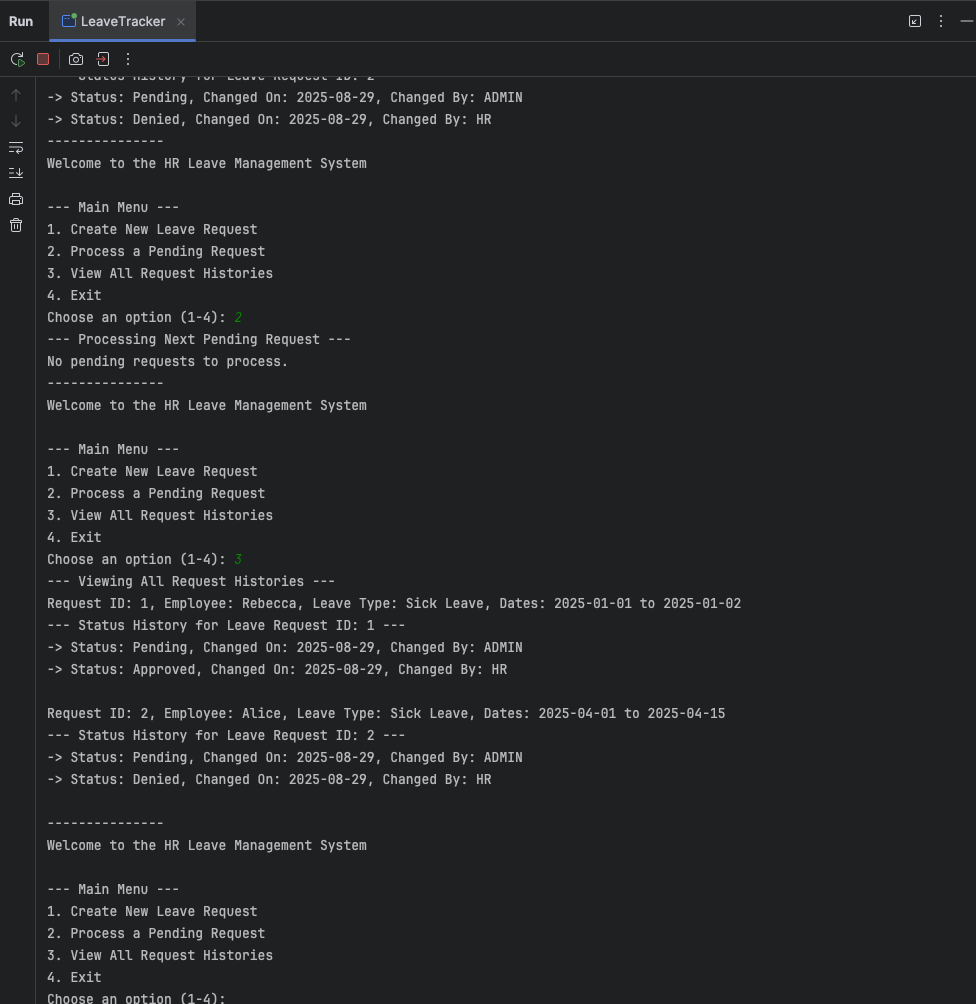 Run
LeaveTracker
--- Status History for Leave Request ID: 2 ---
-> Status: Pending, Changed On: 2025-08-29, Changed By: ADMIN
-> Status: Denied, Changed On: 2025-08-29, Changed By: HR
---------------
Welcome to the HR Leave Management System
--- Main Menu ---
1. Create New Leave Request
2. Process a Pending Request
3. View All Request Histories
4. Exit
Choose an option (1-4): 2
--- Processing Next Pending Request ---
No pending requests to process.
---------------
Welcome to the HR Leave Management System
--- Main Menu ---
1. Create New Leave Request
2. Process a Pending Request
3. View All Request Histories
4. Exit
Choose an option (1-4): 3
--- Viewing All Request Histories ---
Request ID: 1, Employee: Rebecca, Leave Type: Sick Leave, Dates: 2025-01-01 to 2025-01-02
--- Status History for Leave Request ID: 1 ---
-> Status: Pending, Changed On: 2025-08-29, Changed By: ADMIN
-> Status: Approved, Changed On: 2025-08-29, Changed By: HR
Request ID: 2, Employee: Alice, Leave Type: Sick Leave, Dates: 2025-04-01 to 2025-04-15
--- Status History for Leave Request ID: 2 ---
-> Status: Pending, Changed On: 2025-08-29, Changed By: ADMIN
-> Status: Denied, Changed On: 2025-08-29, Changed By: HR
---------------
Welcome to the HR Leave Management System
--- Main Menu ---
1. Create New Leave Request
2. Process a Pending Request
3. View All Request Histories
4. Exit
Choose an option (1-4):